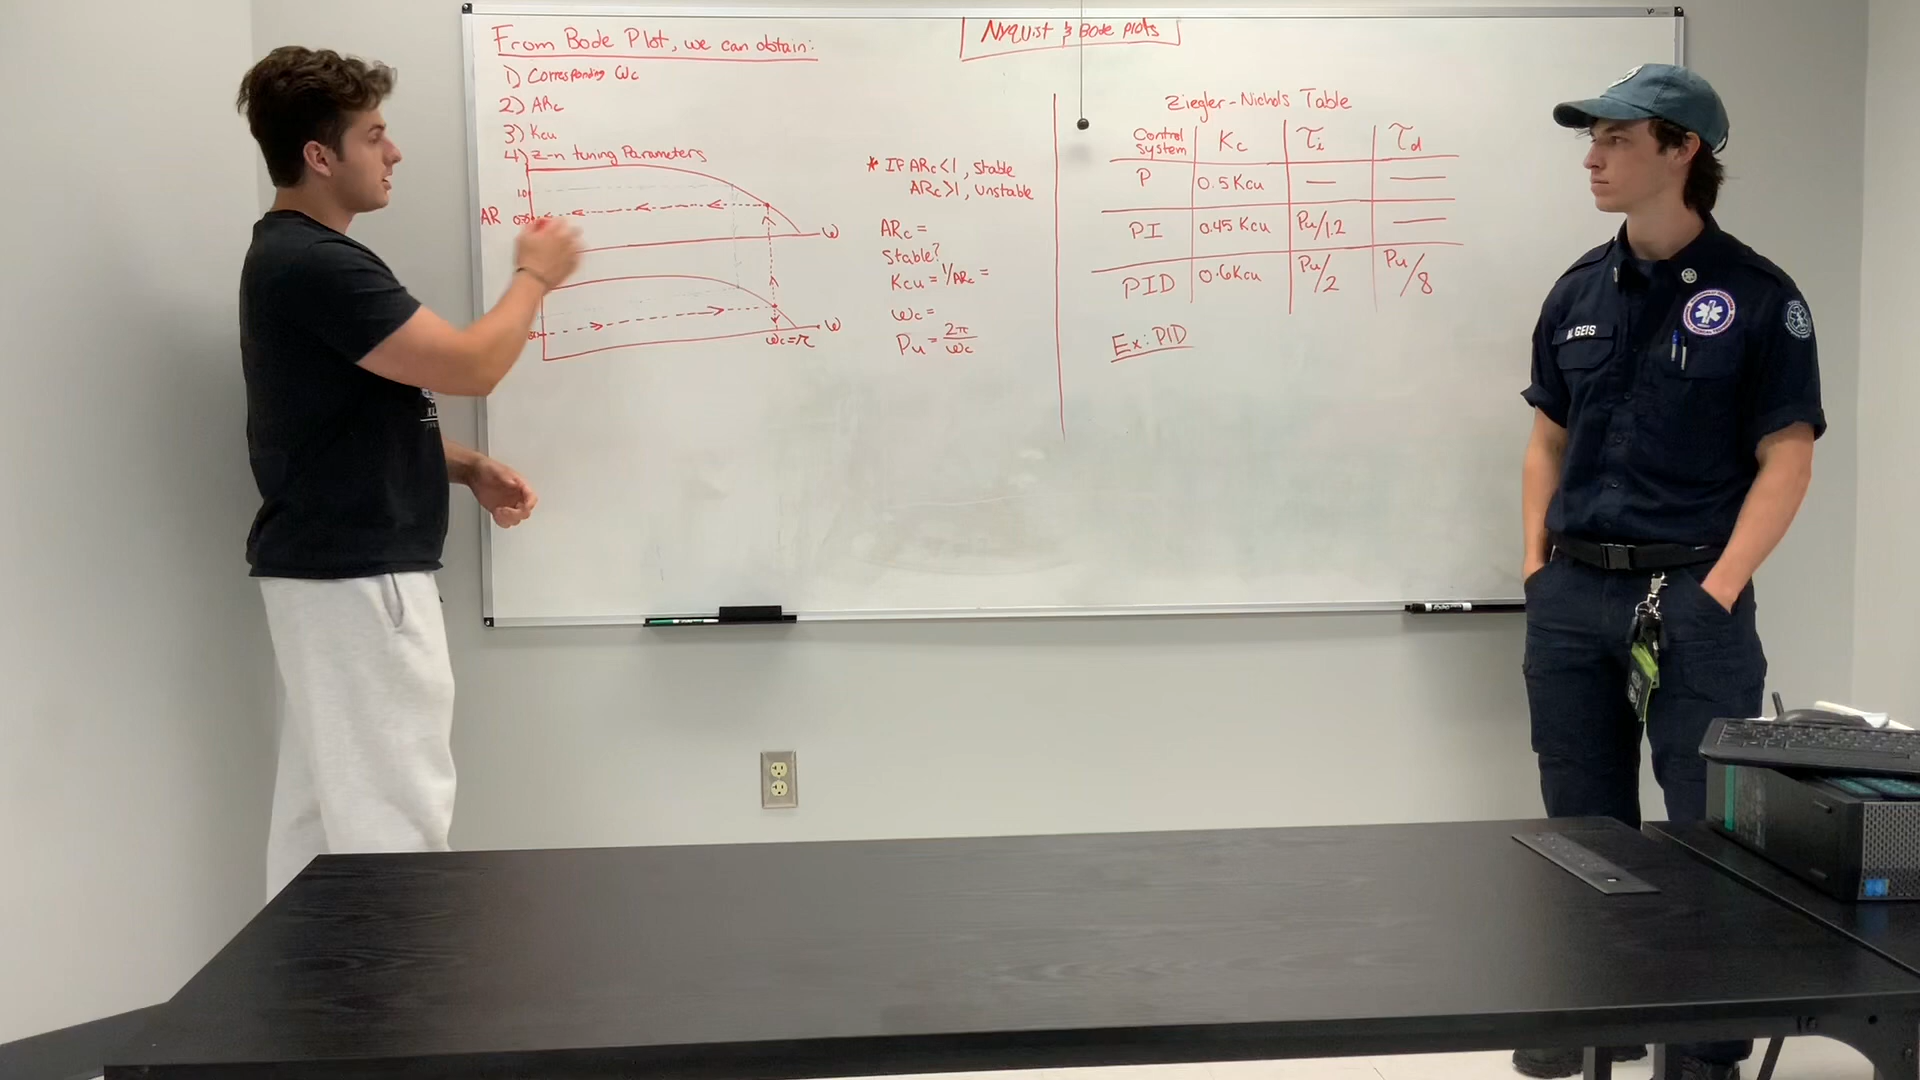 Nyquist & Bode plots
From Bode Plot, we can obtain:
1) Corresponding ωc
2) ARc
3) Kcu
4) Z-n tuning Parameters
1.0
AR
ω
ω
ωc=π
* IF ARc<1, stable
ARc>1, unstable
ARc =
Stable?
Kcu = 1/ARc =
ωc =
Pu = 2π/ωc
Ziegler-Nichols Table
Control system Kc τi τd
P 0.5 Kcu — —
PI 0.45 Kcu Pu/1.2 —
PID 0.6Kcu Pu/2 Pu/8
Ex: PID
GEIS